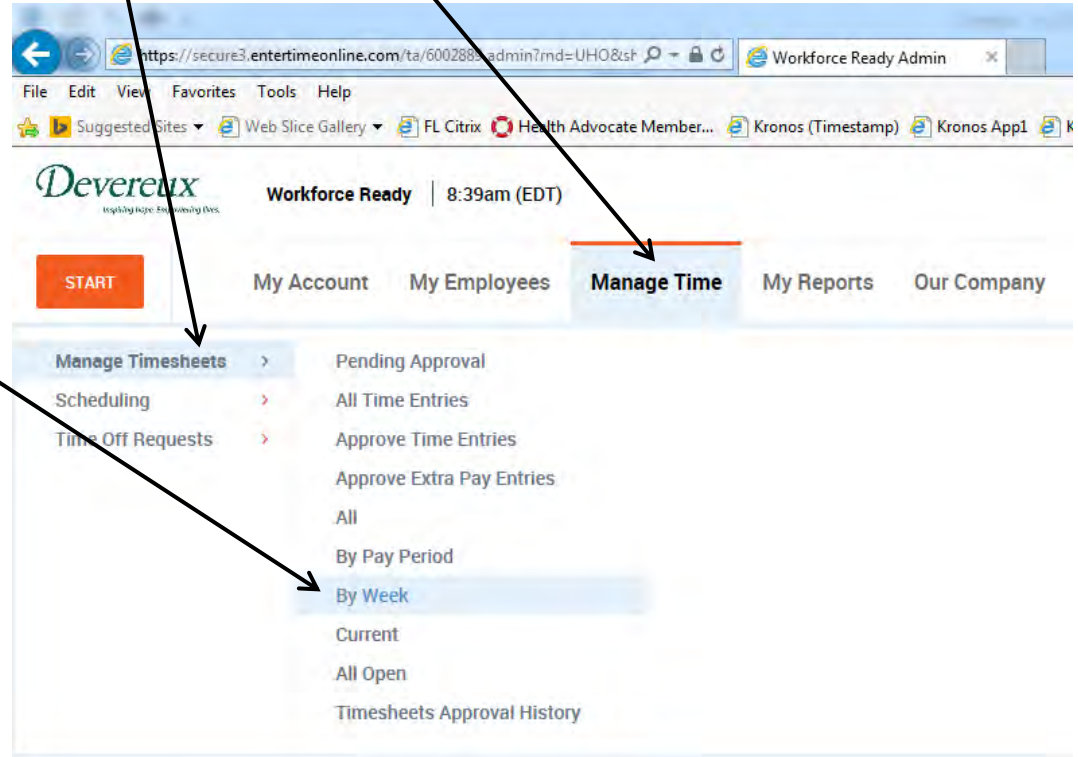 https://secure3.entertimeonline.com/ta/6002889.admin?rnd=UHO&sh
Workforce Ready Admin
File Edit View Favorites Tools Help
Suggested Sites Web Slice Gallery FL Citrix Health Advocate Member... Kronos (Timestamp) Kronos App1 K
Devereux
Inspiring hope. Empowering lives.
Workforce Ready | 8:39am (EDT)
START My Account My Employees Manage Time My Reports Our Company
Manage Timesheets > Pending Approval
Scheduling > All Time Entries
Time Off Requests > Approve Time Entries
Approve Extra Pay Entries
All
By Pay Period
By Week
Current
All Open
Timesheets Approval History